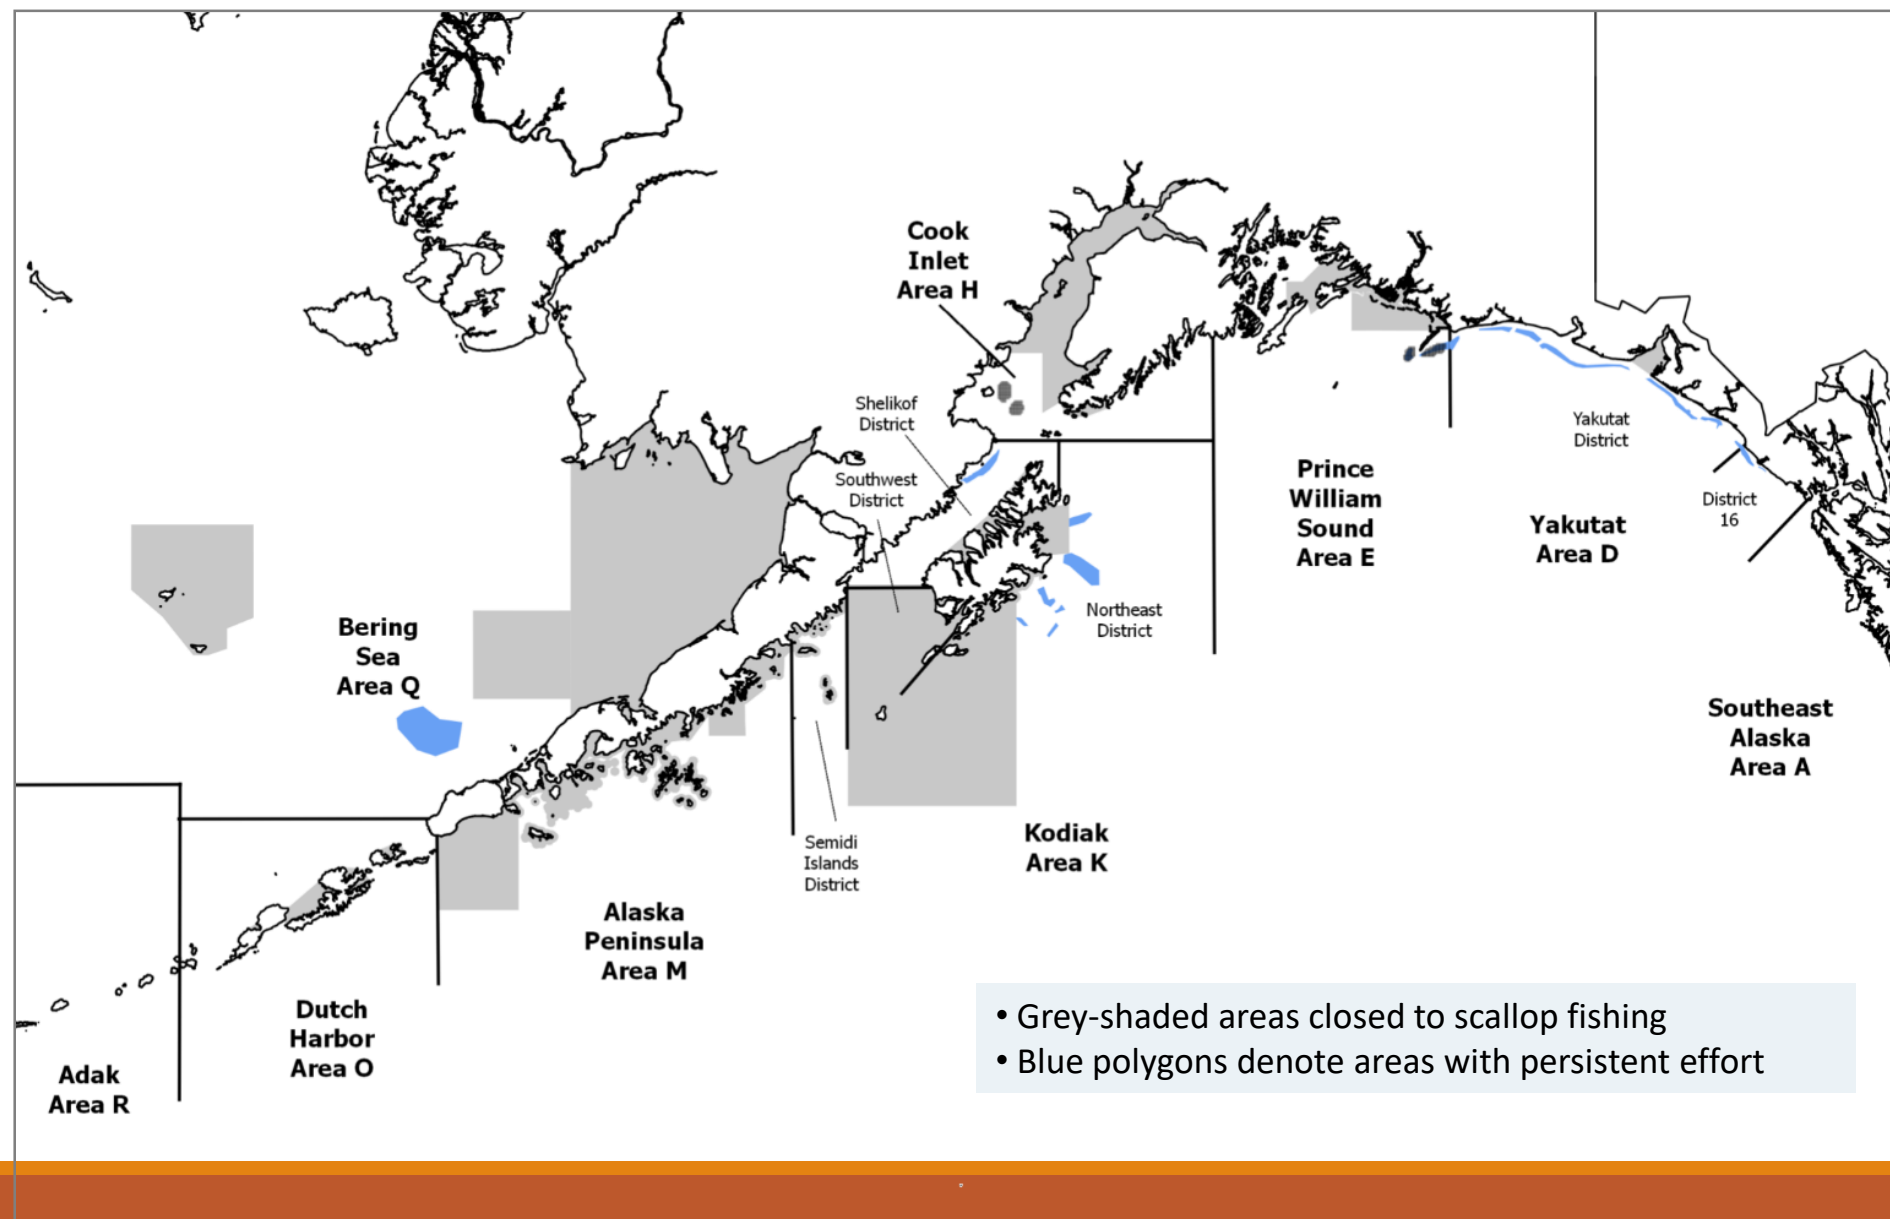 Cook
Inlet
Area H
Shelikof
District
Southwest
District
Yakutat
District
Prince
William
Sound
Area E
District
16
Yakutat
Area D
Bering
Sea
Area Q
Northeast
District
Southeast
Alaska
Area A
Semidi
Islands
District
Kodiak
Area K
Alaska
Peninsula
Area M
Dutch
Harbor
Area O
Adak
Area R
• Grey-shaded areas closed to scallop fishing
• Blue polygons denote areas with persistent effort